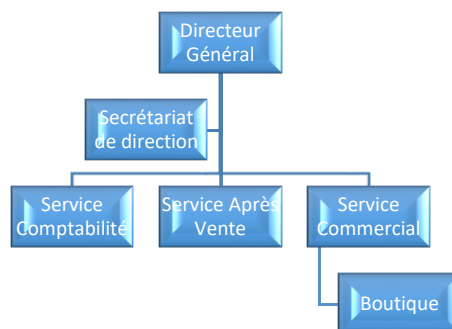 Directeur
Général
Secrétariat
de direction
Service
Comptabilité
Service Après
Vente
Service
Commercial
Boutique